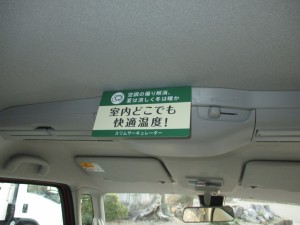 空調の偏り解消、
夏は涼しく冬は暖か
室内どこでも
快適温度!
スリムサーキュレーター